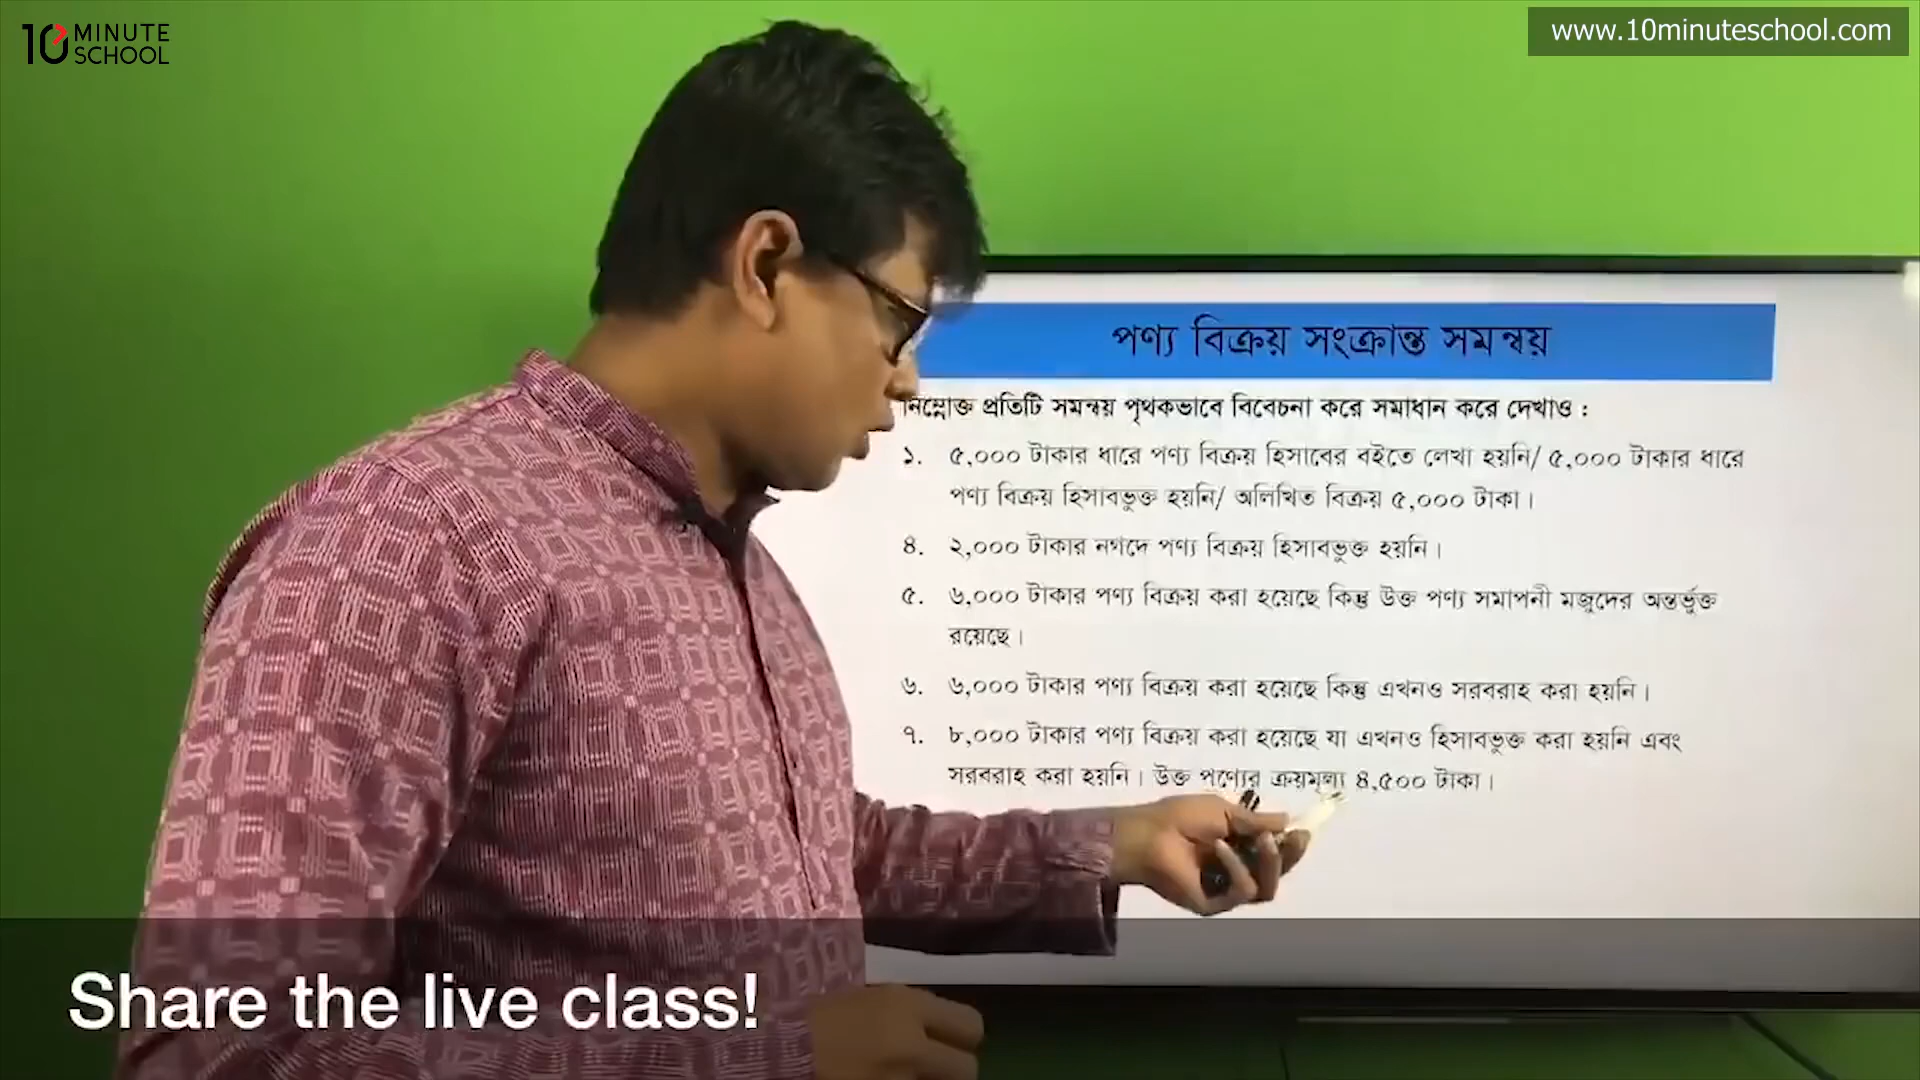 10 MINUTE SCHOOL
www.10minuteschool.com
পণ্য বিক্রয় সংক্রান্ত সমন্বয়
নিম্নোক্ত প্রতিটি সমন্বয় পৃথকভাবে বিবেচনা করে সমাধান করে দেখাও :
১. ৫,০০০ টাকার ধারে পণ্য বিক্রয় হিসাবের বইতে লেখা হয়নি/ ৫,০০০ টাকার ধারে
পণ্য বিক্রয় হিসাবভুক্ত হয়নি/ অলিখিত বিক্রয় ৫,০০০ টাকা।
৪. ২,০০০ টাকার নগদে পণ্য বিক্রয় হিসাবভুক্ত হয়নি।
৫. ৬,০০০ টাকার পণ্য বিক্রয় করা হয়েছে কিন্তু উক্ত পণ্য সমাপনী মজুদের অন্তর্ভুক্ত
রয়েছে।
৬. ৬,০০০ টাকার পণ্য বিক্রয় করা হয়েছে কিন্তু এখনও সরবরাহ করা হয়নি।
৭. ৮,০০০ টাকার পণ্য বিক্রয় করা হয়েছে যা এখনও হিসাবভুক্ত করা হয়নি এবং
সরবরাহ করা হয়নি। উক্ত পণ্যের ক্রয়মূল্য ৪,৫০০ টাকা।
Share the live class!